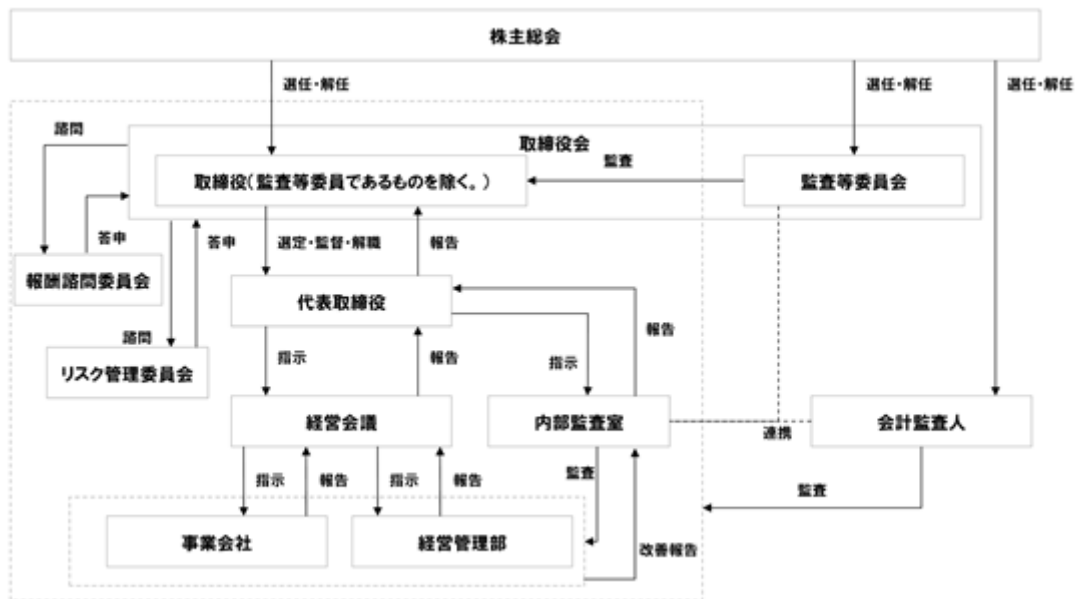 株主総会
選任・解任
選任・解任
選任・解任
諮問
取締役会
監査
取締役(監査等委員であるものを除く。)
監査等委員会
答申
答申
選定・監督・解職
報告
報酬諮問委員会
代表取締役
諮問
指示
報告
指示
報告
リスク管理委員会
経営会議
内部監査室
連携
会計監査人
指示
報告
指示
報告
監査
監査
事業会社
経営管理部
改善報告